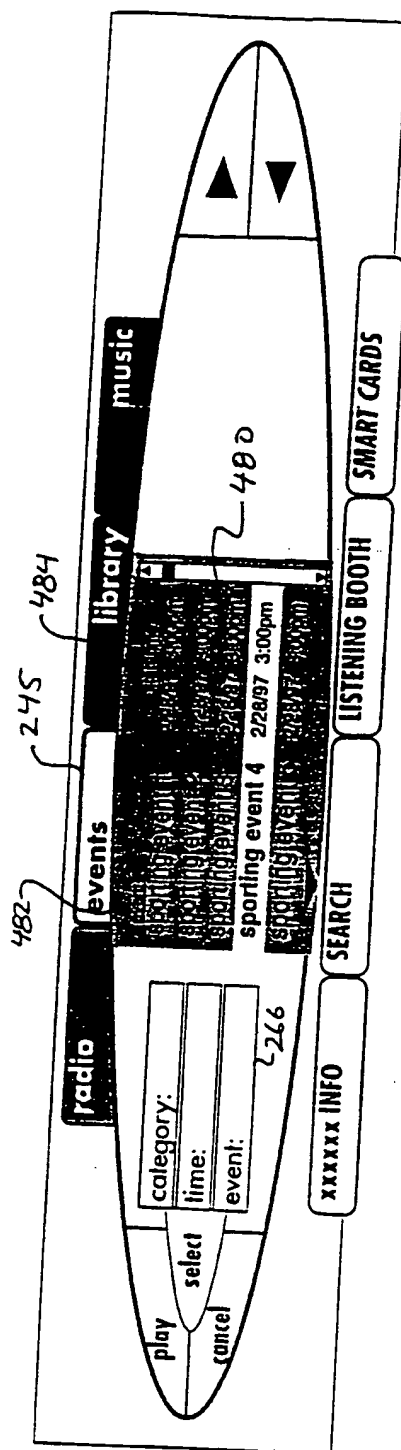 482
245
484
radio
events
library
music
play
select
cancel
category:
time:
event:
266
sporting event 4 2/28/97 3:00pm
480
xxxxxx INFO
SEARCH
LISTENING BOOTH
SMART CARDS